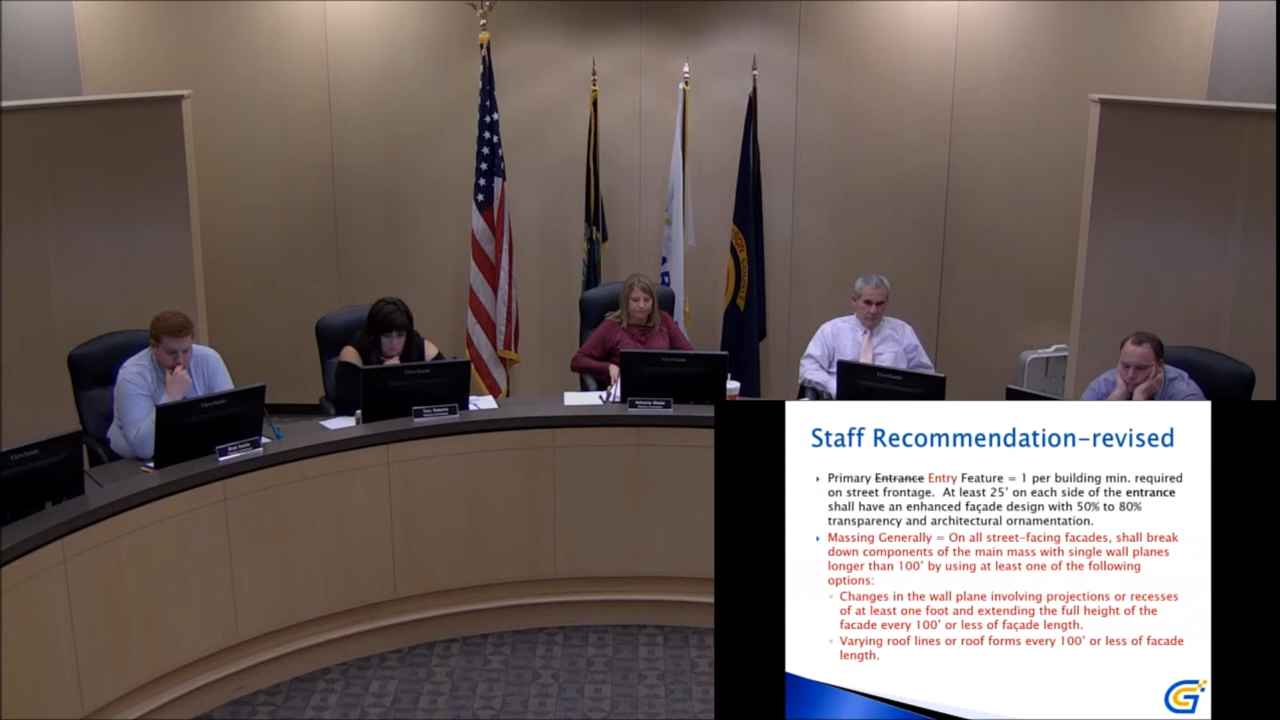 ViewSonic
ViewSonic
ViewSonic
ViewSonic
ViewSonic
Staff Recommendation-revised
Primary Entrance Entry Feature = 1 per building min. required
on street frontage. At least 25' on each side of the entrance
shall have an enhanced façade design with 50% to 80%
transparency and architectural ornamentation.
Massing Generally = On all street-facing facades, shall break
down components of the main mass with single wall planes
longer than 100' by using at least one of the following
options:
Changes in the wall plane involving projections or recesses
of at least one foot and extending the full height of the
facade every 100' or less of façade length.
Varying roof lines or roof forms every 100' or less of facade
length.